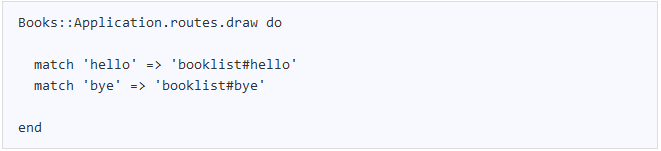 Books::Application.routes.draw do
match 'hello' => 'booklist#hello'
match 'bye' => 'booklist#bye'
end